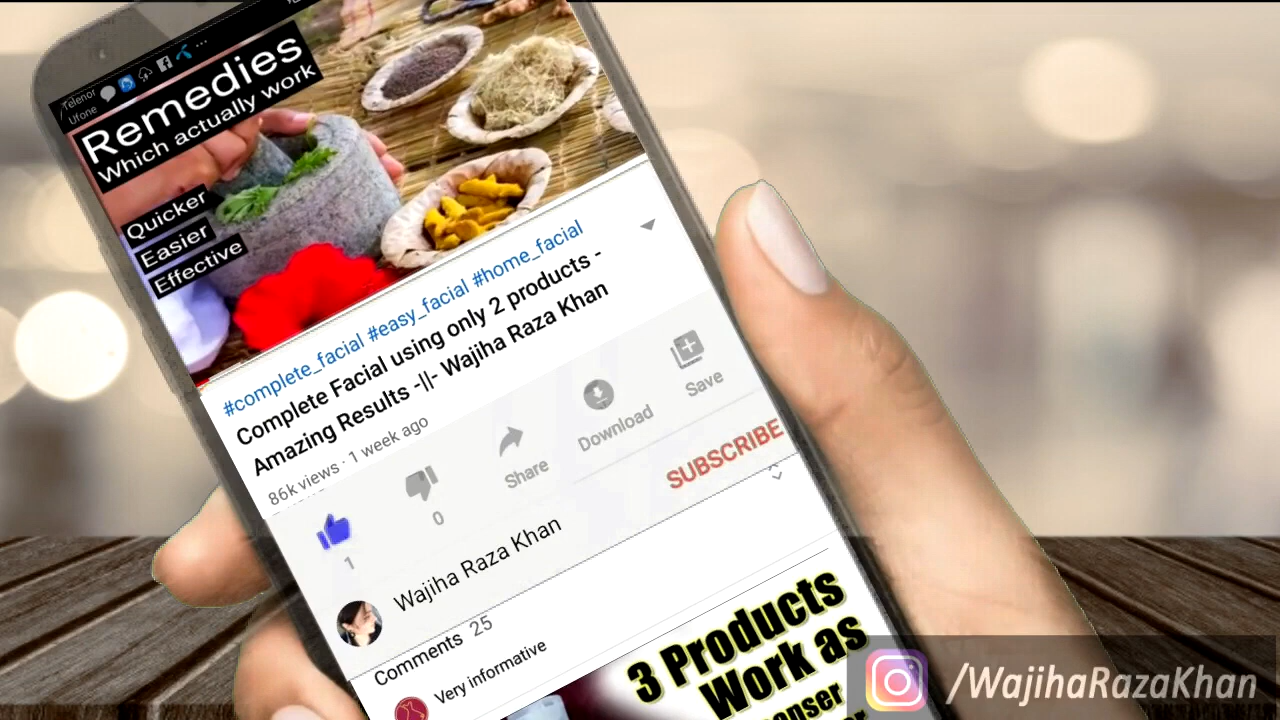 Telenor
/ Ufone
Remedies
Which actually work
Quicker
Easier
Effective
#complete_facial #easy_facial #home_facial
Complete Facial using only 2 products -
Amazing Results -||- Wajiha Raza Khan
86k views · 1 week ago
1
0
Share
Download
Save
Wajiha Raza Khan
SUBSCRIBE
Comments 25
Very informative
3 Products
Work as
/WajihaRazaKhan